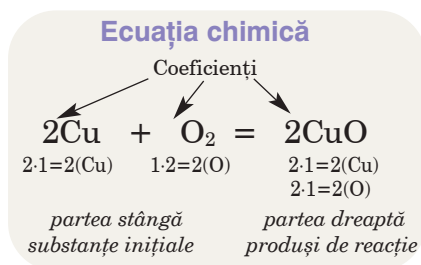 Ecuația chimică
Coeficienți
2Cu + O₂ = 2CuO
2·1=2(Cu) 1·2=2(O) 2·1=2(Cu)
2·1=2(O)
partea stângă partea dreaptă
substanțe inițiale produși de reacție